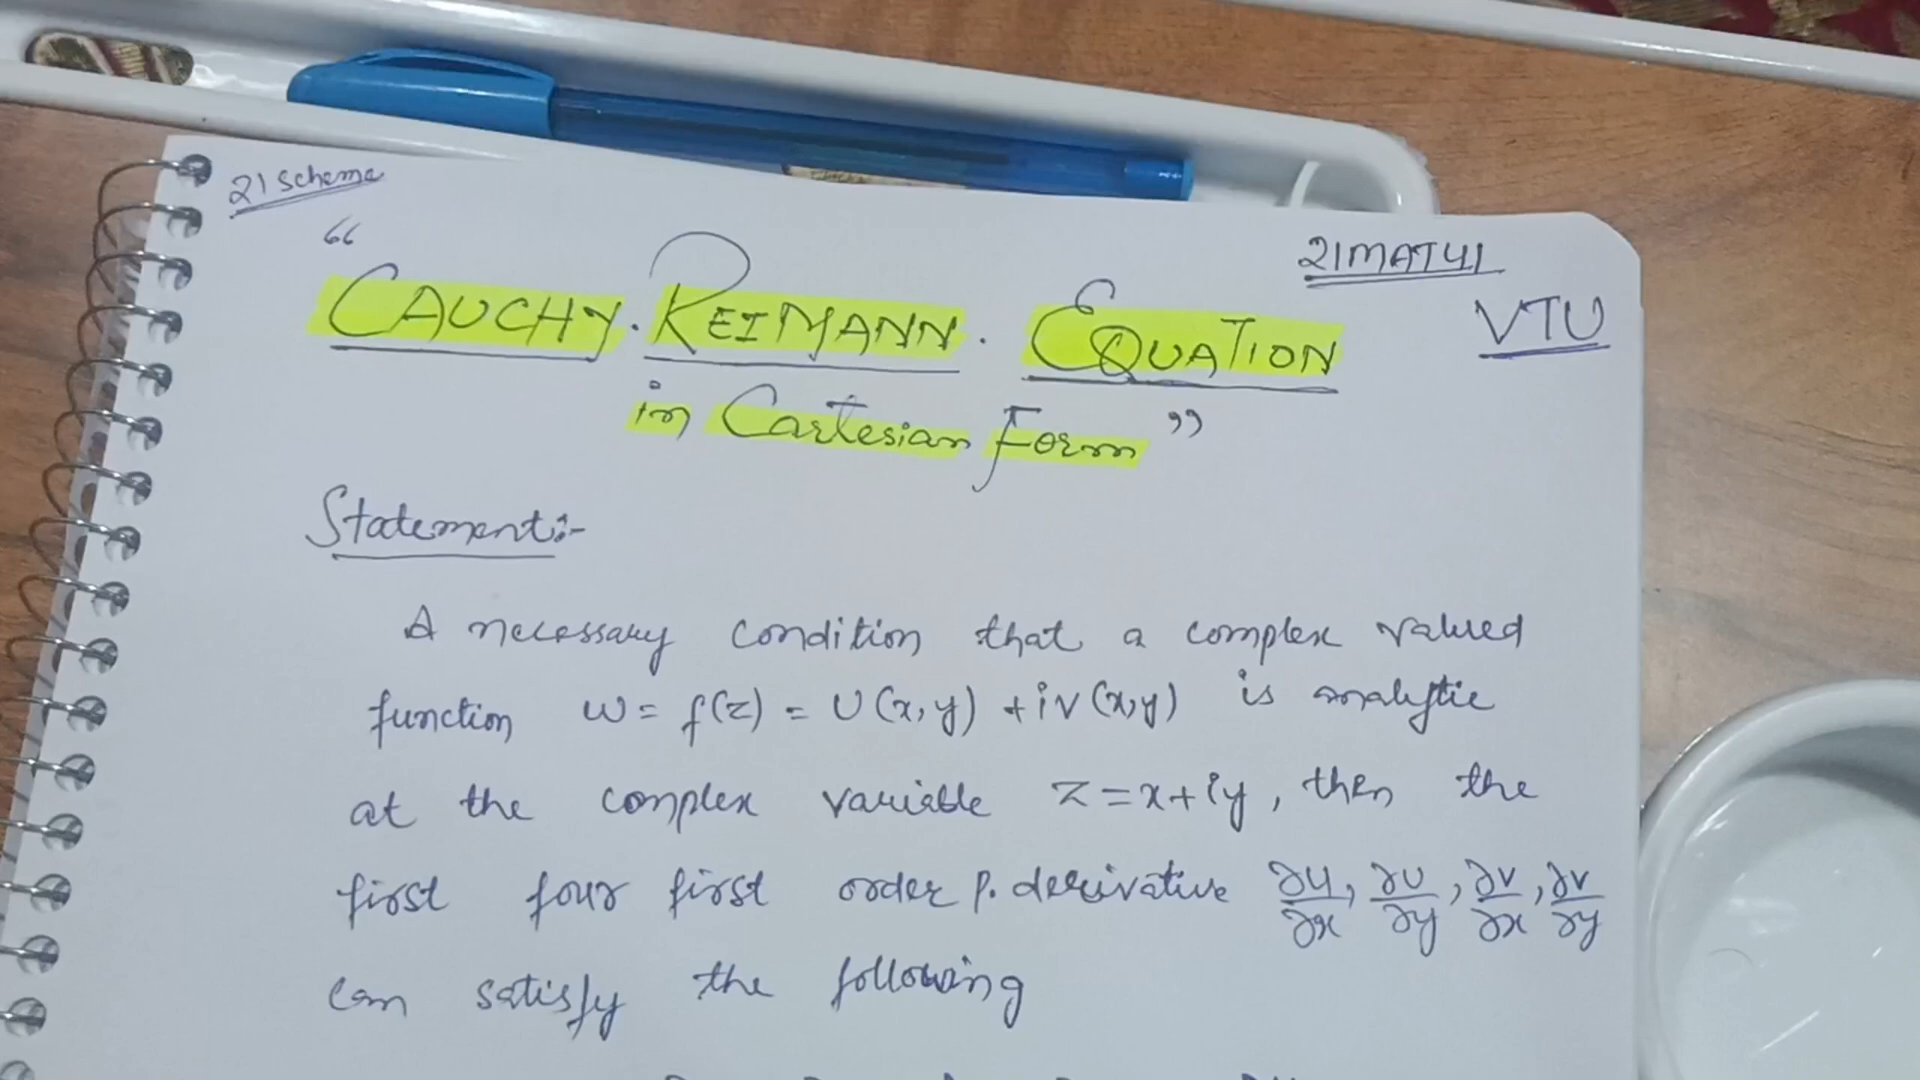 21 scheme
21MAT41
VTU
“CAUCHY. REIMANN. EQUATION
in Cartesian Form”
Statement:-
A necessary condition that a complex valued
function w = f(z) = U(x,y) + iv(x,y) is analytic
at the complex variable z = x+iy, then the
first four first order p. derivative ∂u/∂x, ∂u/∂y, ∂v/∂x, ∂v/∂y
can satisfy the following